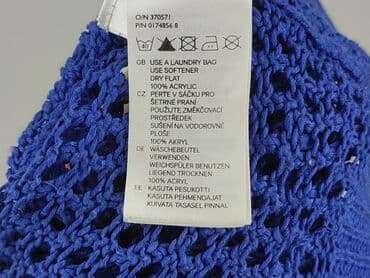 O/N 370571
P/N 0174856 8
40
GB USE A LAUNDRY BAG
USE SOFTENER
DRY FLAT
100% ACRYLIC
CZ PERTE V SÁČKU PRO
ŠETRNÉ PRANÍ
POUŽIJTE ZMĚKČOVACÍ
PROSTŘEDEK
SUŠENÍ NA VODOROVNÉ
PLOŠE
100% AKRYL
DE WÄSCHEBEUTEL
VERWENDEN
WEICHSPÜLER BENUTZEN
LIEGEND TROCKNEN
100% ACRYL
EE KASUTA PESUKOTTI
KASUTA PEHMENDAJAT
KUIVATA TASASEL PINNAL